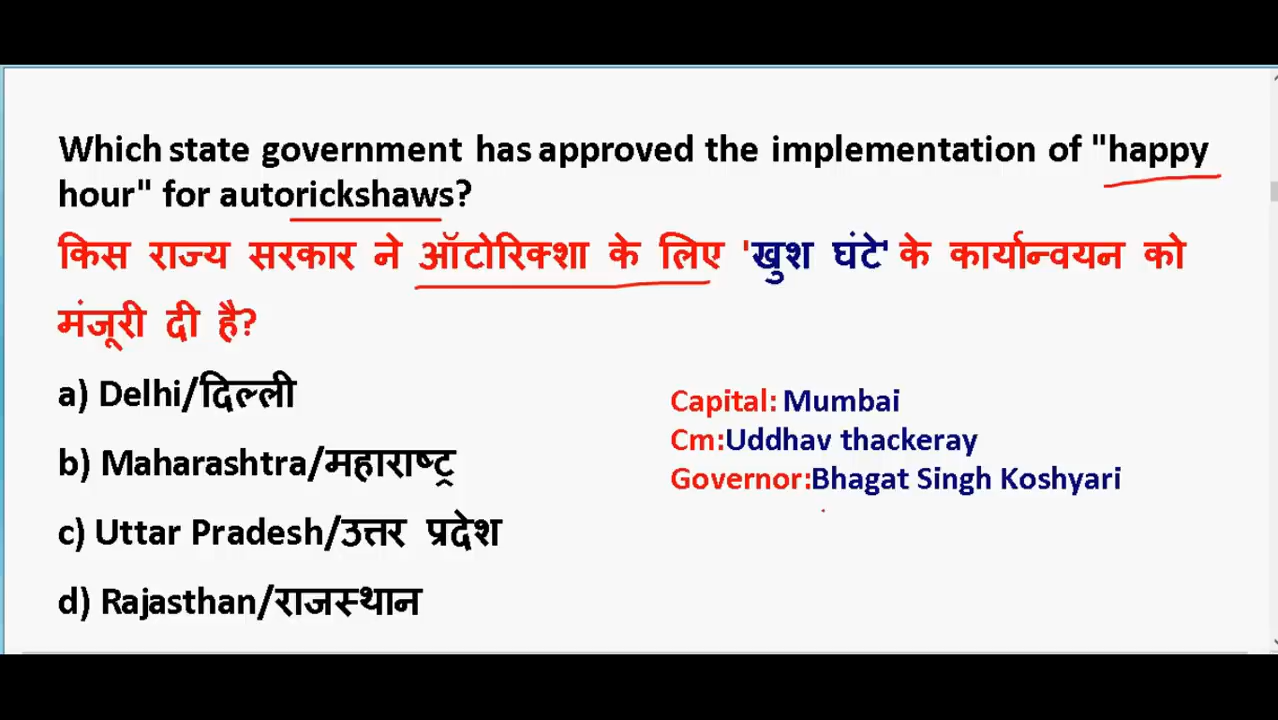 Which state government has approved the implementation of "happy
hour" for autorickshaws?
किस राज्य सरकार ने ऑटोरिक्शा के लिए 'खुश घंटे' के कार्यान्वयन को
मंजूरी दी है?
a) Delhi/दिल्ली
b) Maharashtra/महाराष्ट्र
c) Uttar Pradesh/उत्तर प्रदेश
d) Rajasthan/राजस्थान
Capital: Mumbai
Cm:Uddhav thackeray
Governor:Bhagat Singh Koshyari